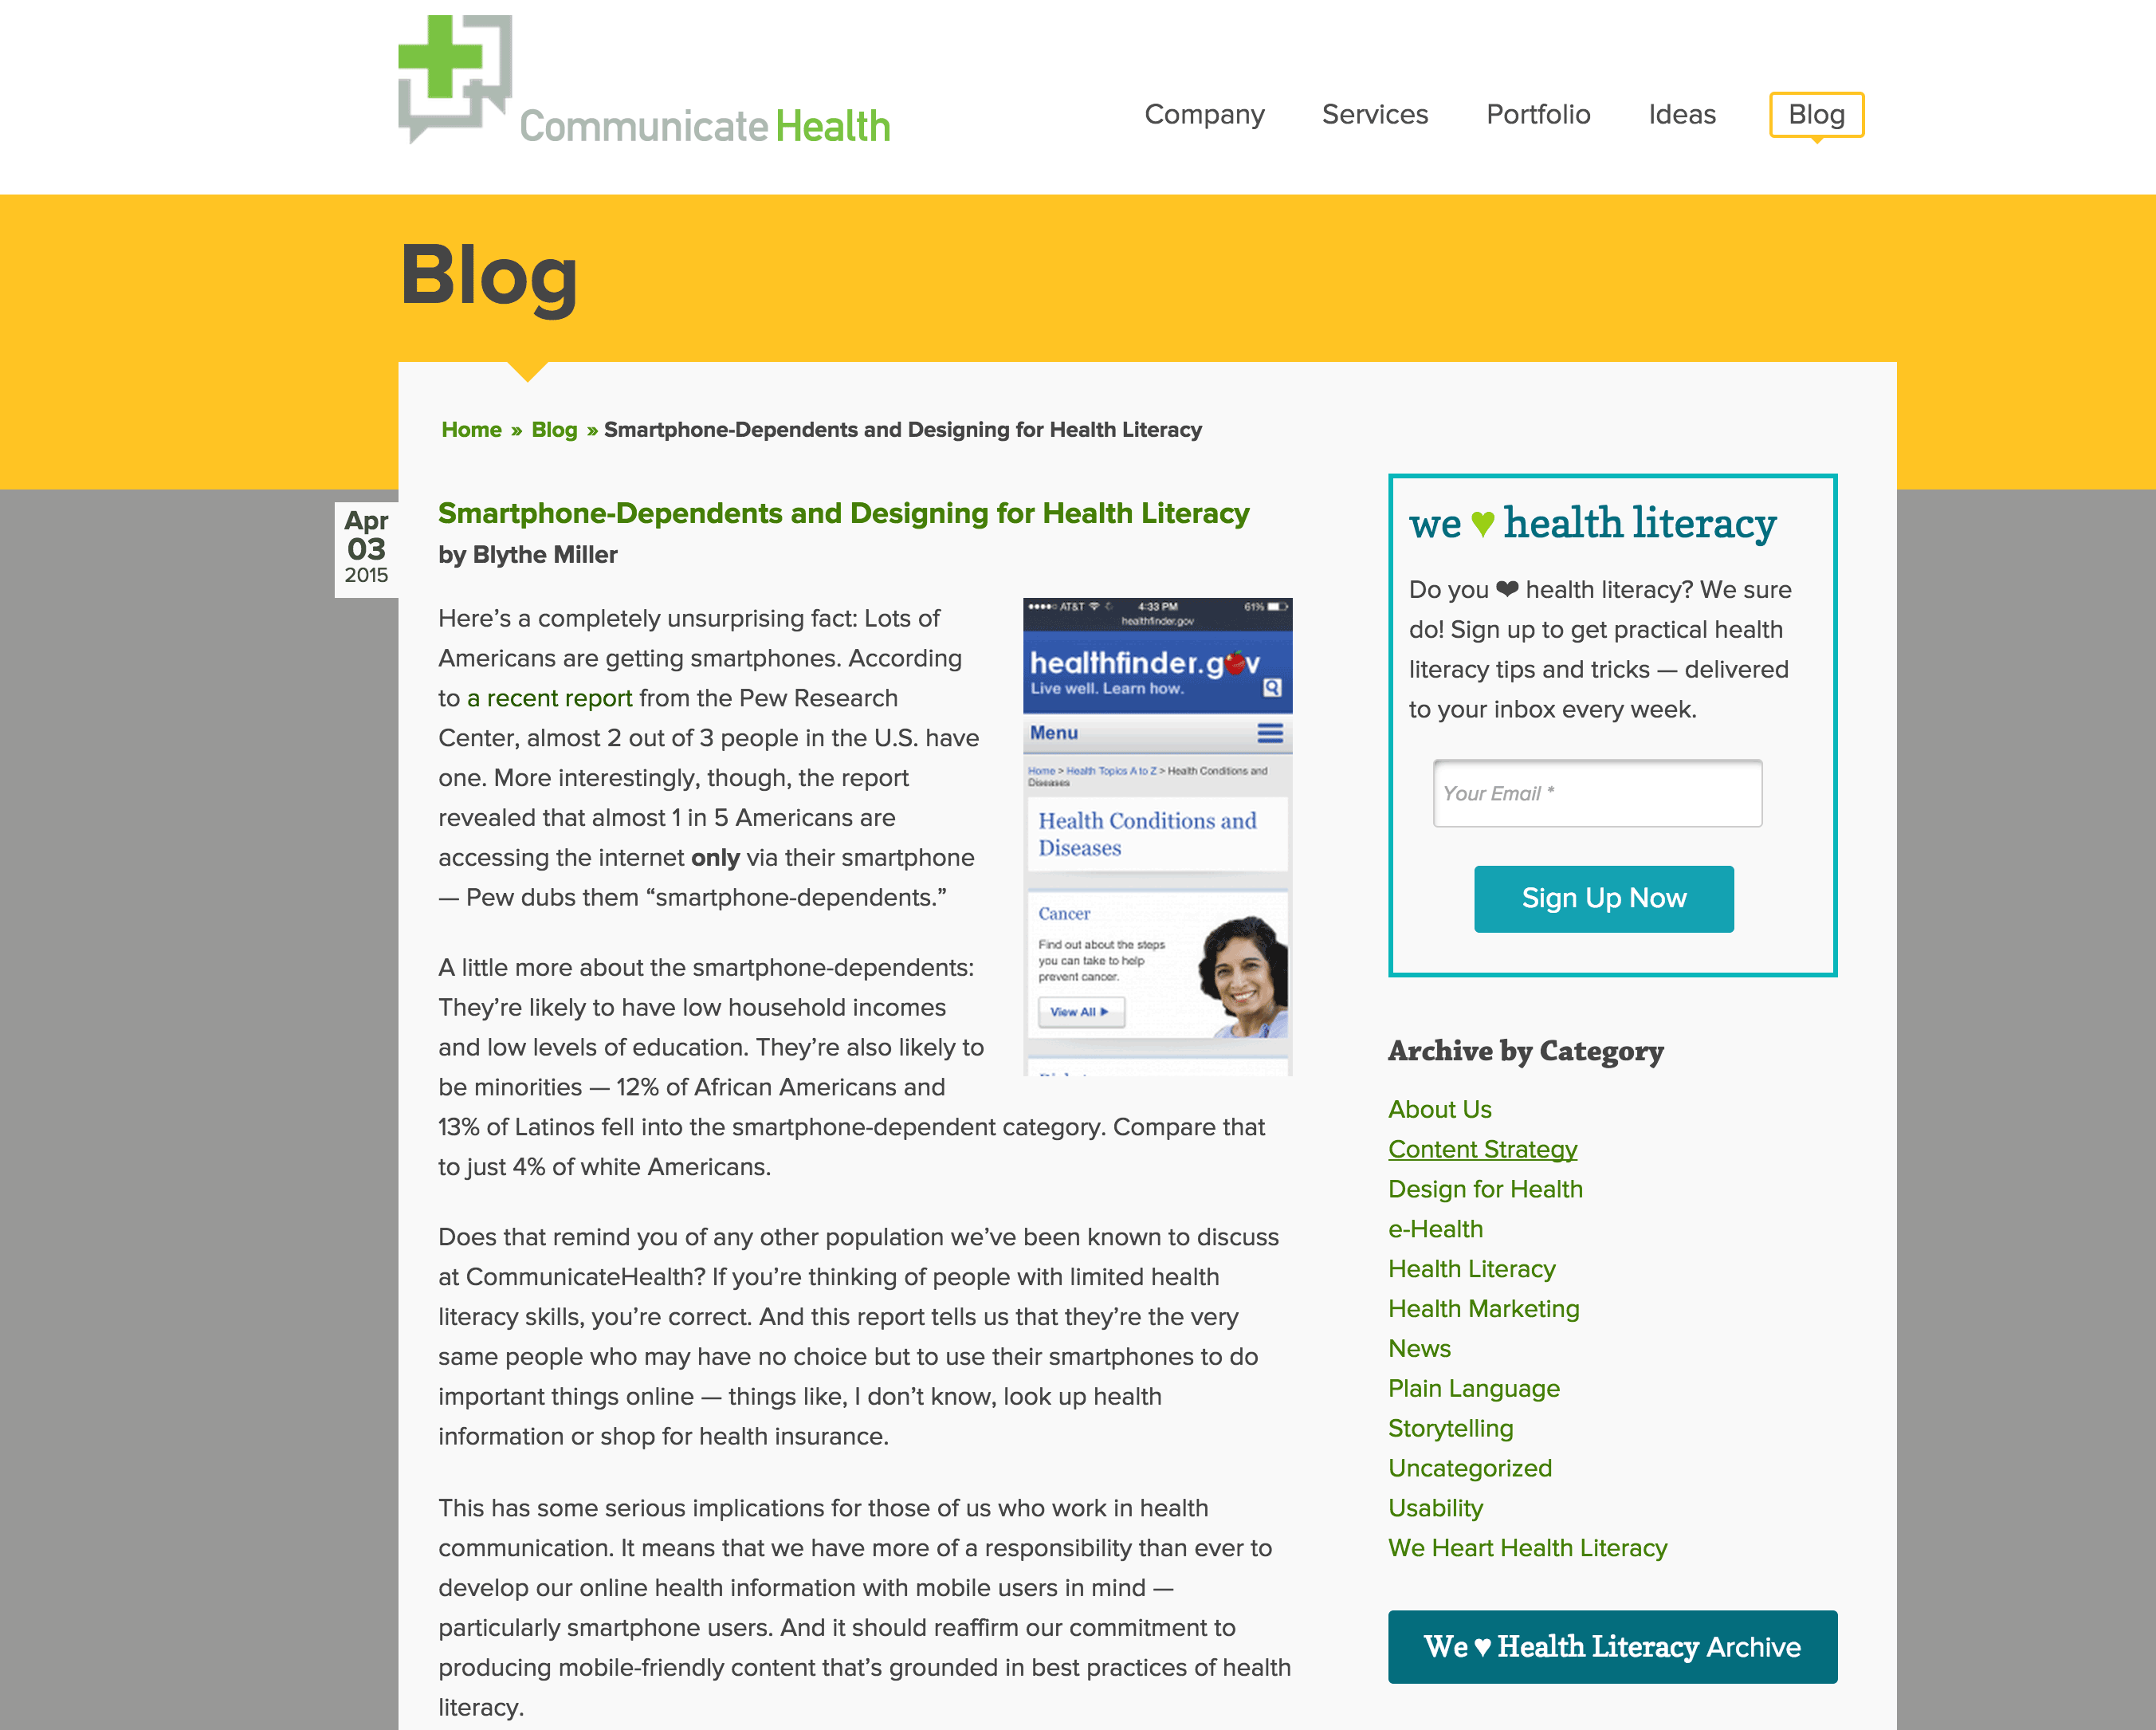 Communicate Health
Company Services Portfolio Ideas Blog
Blog
Home » Blog » Smartphone-Dependents and Designing for Health Literacy
Apr
03
2015
Smartphone-Dependents and Designing for Health Literacy
by Blythe Miller
Here’s a completely unsurprising fact: Lots of
Americans are getting smartphones. According
to a recent report from the Pew Research
Center, almost 2 out of 3 people in the U.S. have
one. More interestingly, though, the report
revealed that almost 1 in 5 Americans are
accessing the internet only via their smartphone
— Pew dubs them “smartphone-dependents.”
A little more about the smartphone-dependents:
They’re likely to have low household incomes
and low levels of education. They’re also likely to
be minorities — 12% of African Americans and
13% of Latinos fell into the smartphone-dependent category. Compare that
to just 4% of white Americans.
Does that remind you of any other population we’ve been known to discuss
at CommunicateHealth? If you’re thinking of people with limited health
literacy skills, you’re correct. And this report tells us that they’re the very
same people who may have no choice but to use their smartphones to do
important things online — things like, I don’t know, look up health
information or shop for health insurance.
This has some serious implications for those of us who work in health
communication. It means that we have more of a responsibility than ever to
develop our online health information with mobile users in mind —
particularly smartphone users. And it should reaffirm our commitment to
producing mobile-friendly content that’s grounded in best practices of health
literacy.
AT&T 4:33 PM 61%
healthfinder.gov
healthfinder.gov
Live well. Learn how.
Menu
Home > Health Topics A to Z > Health Conditions and
Diseases
Health Conditions and
Diseases
Cancer
Find out about the steps
you can take to help
prevent cancer.
View All ▶
we ♥ health literacy
Do you ❤ health literacy? We sure
do! Sign up to get practical health
literacy tips and tricks — delivered
to your inbox every week.
Your Email *
Sign Up Now
Archive by Category
About Us
Content Strategy
Design for Health
e-Health
Health Literacy
Health Marketing
News
Plain Language
Storytelling
Uncategorized
Usability
We Heart Health Literacy
We ♥ Health Literacy Archive